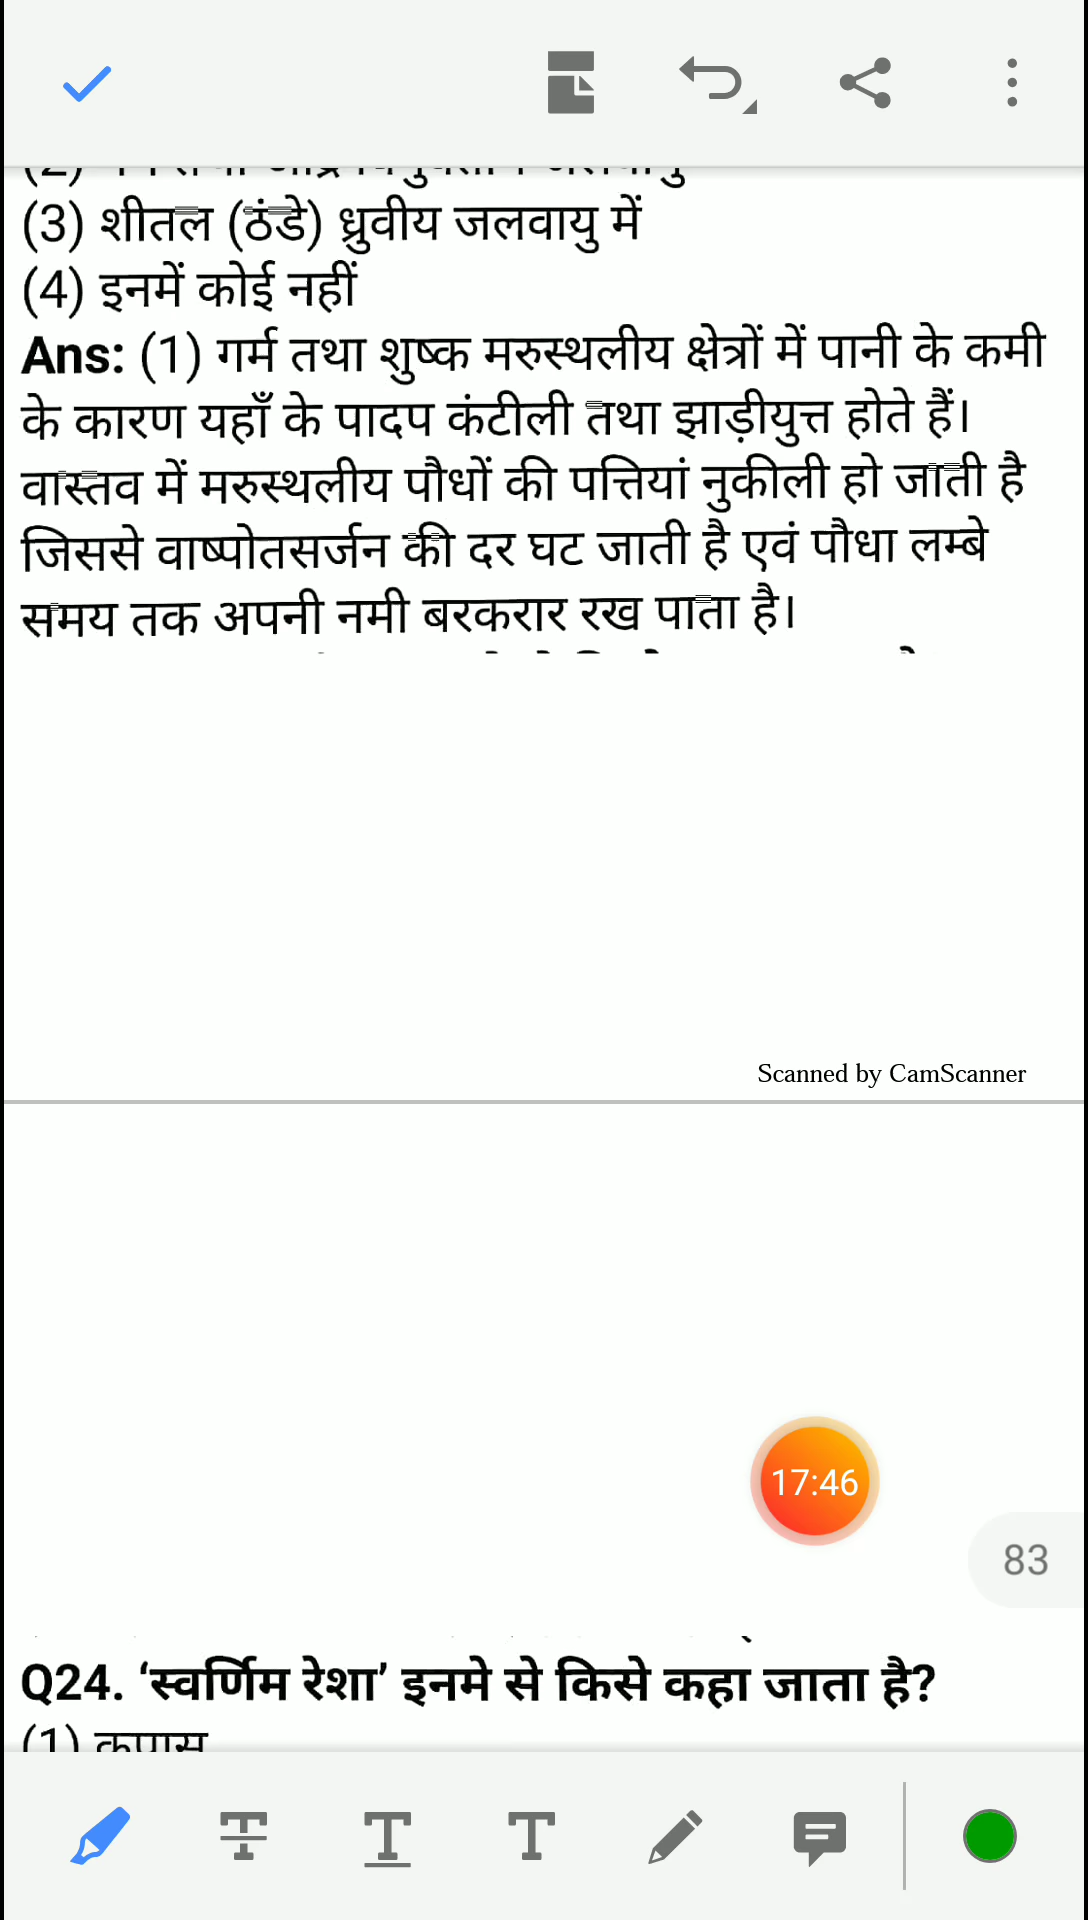 (3) शीतल (ठंडे) ध्रुवीय जलवायु में
(4) इनमें कोई नहीं
Ans: (1) गर्म तथा शुष्क मरुस्थलीय क्षेत्रों में पानी के कमी
के कारण यहाँ के पादप कंटीली तथा झाड़ीयुत्त होते हैं।
वास्तव में मरुस्थलीय पौधों की पत्तियां नुकीली हो जाती है
जिससे वाष्पोतसर्जन की दर घट जाती है एवं पौधा लम्बे
समय तक अपनी नमी बरकरार रख पाता है।
Scanned by CamScanner
17:46
83
Q24. ‘स्वर्णिम रेशा’ इनमे से किसे कहा जाता है?
(1) कपास